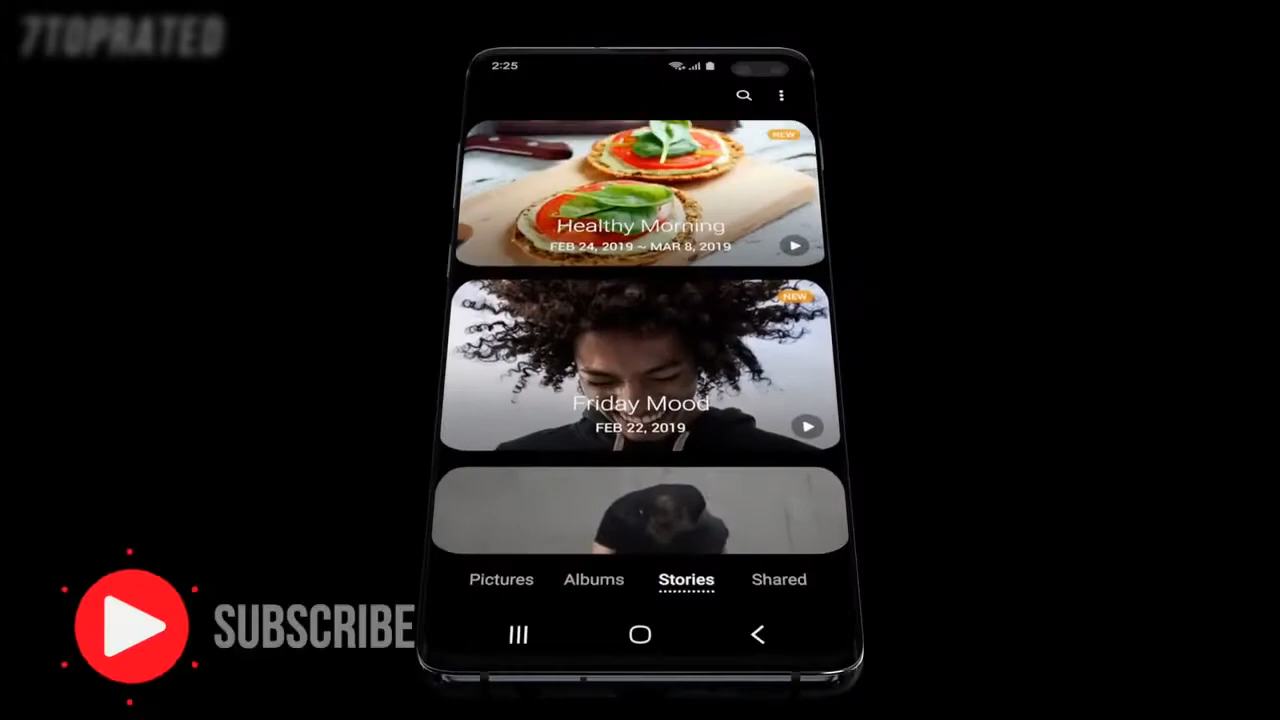 7TOPRATED
2:25
NEW
Healthy Morning
FEB 24, 2019 ~ MAR 8, 2019
NEW
Friday Mood
FEB 22, 2019
Pictures Albums Stories Shared
SUBSCRIBE